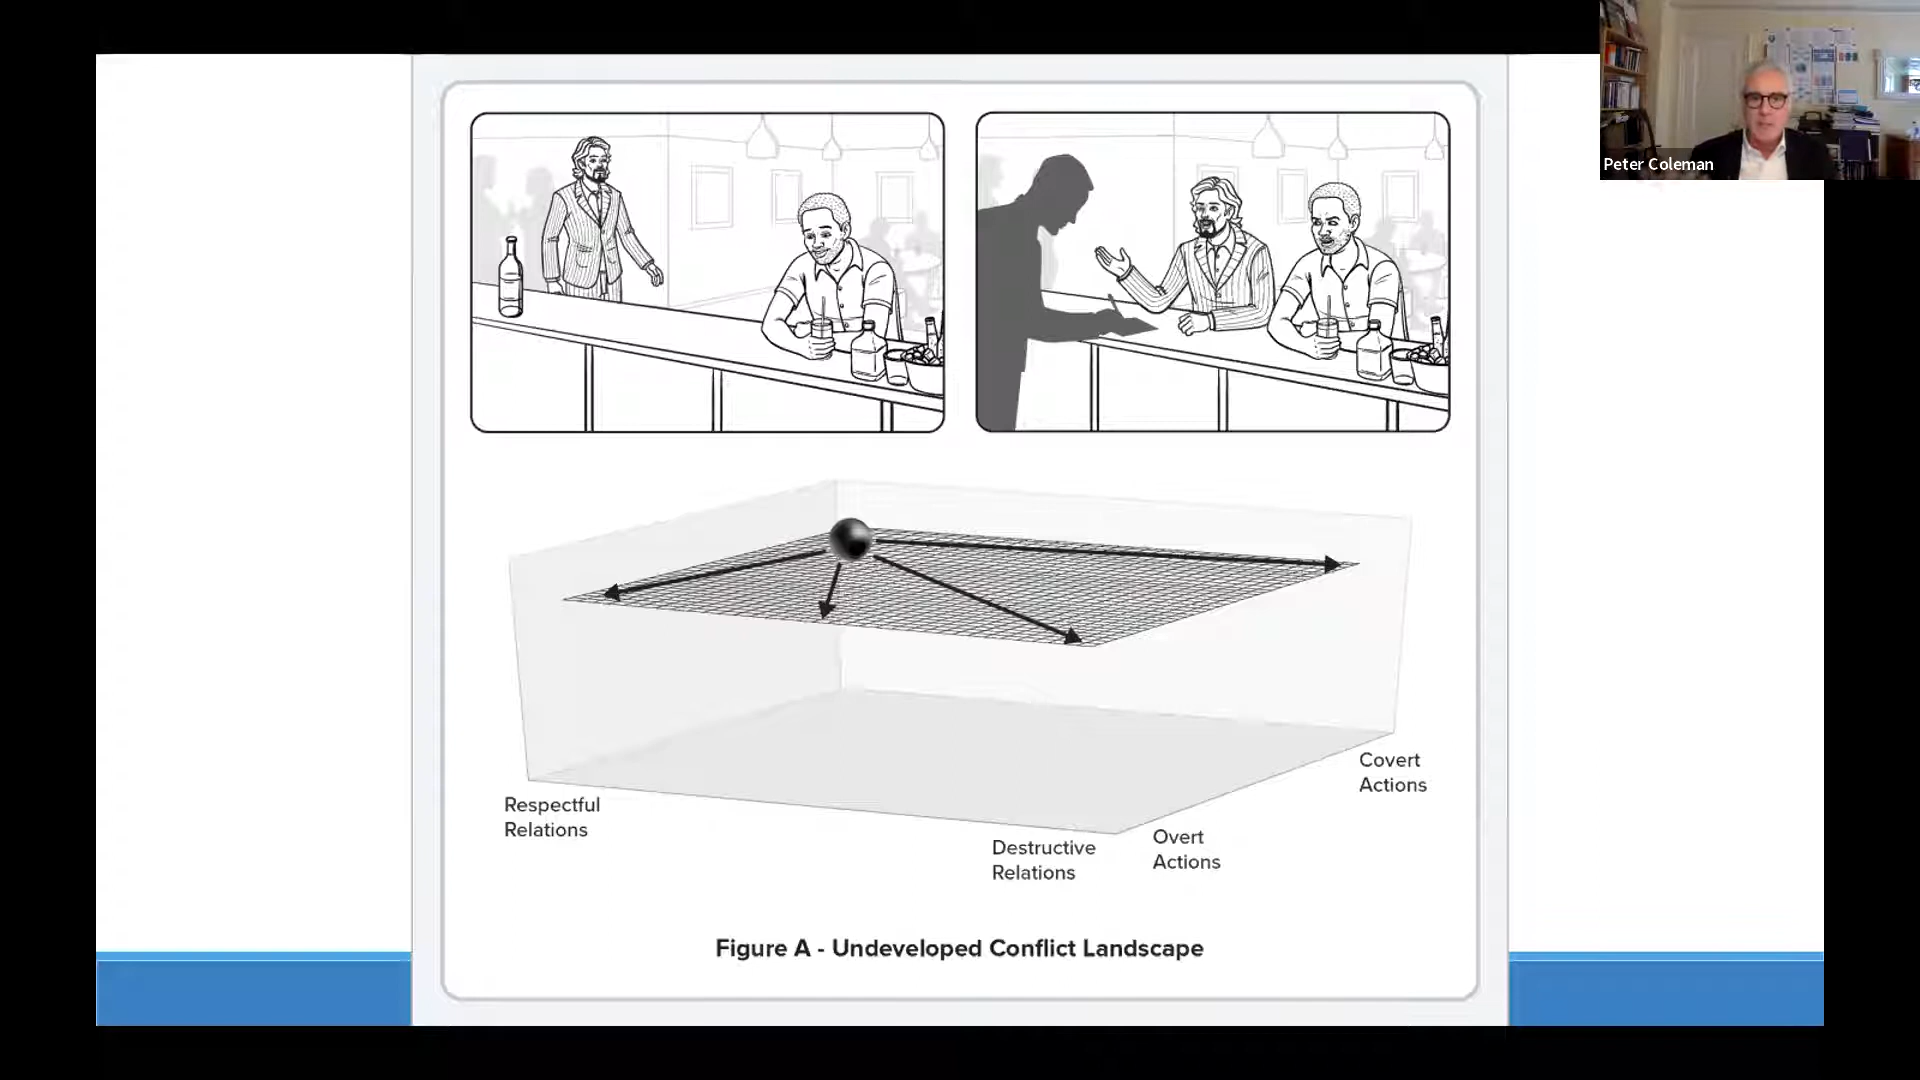 Peter Coleman
Covert
Actions
Respectful
Relations
Overt
Actions
Destructive
Relations
Figure A - Undeveloped Conflict Landscape